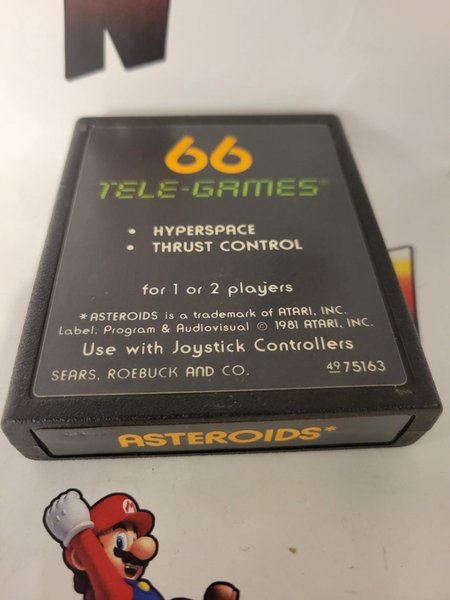 66
TELE-GAMES®
• HYPERSPACE
• THRUST CONTROL
for 1 or 2 players
*ASTEROIDS is a trademark of ATARI, INC.
Label, Program & Audiovisual © 1981 ATARI, INC.
Use with Joystick Controllers
SEARS, ROEBUCK AND CO. 49 75163
ASTEROIDS*
M